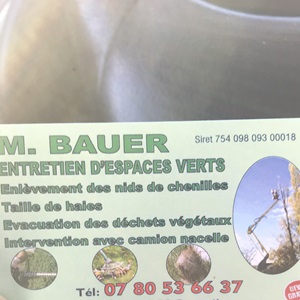 M. BAUER
Siret 754 098 093 00018
ENTRETIEN D'ESPACES VERTS
Enlèvement des nids de chenilles
Taille de haies
Evacuation des déchets végétaux
Intervention avec camion nacelle
Tél: 07 80 53 66 37